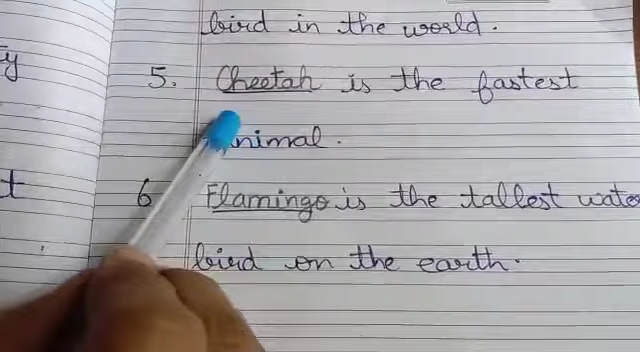 bird in the world.
5. Cheetah is the fastest
nimal.
6 Flamingo is the tallest wate
bird on the earth.
y
t